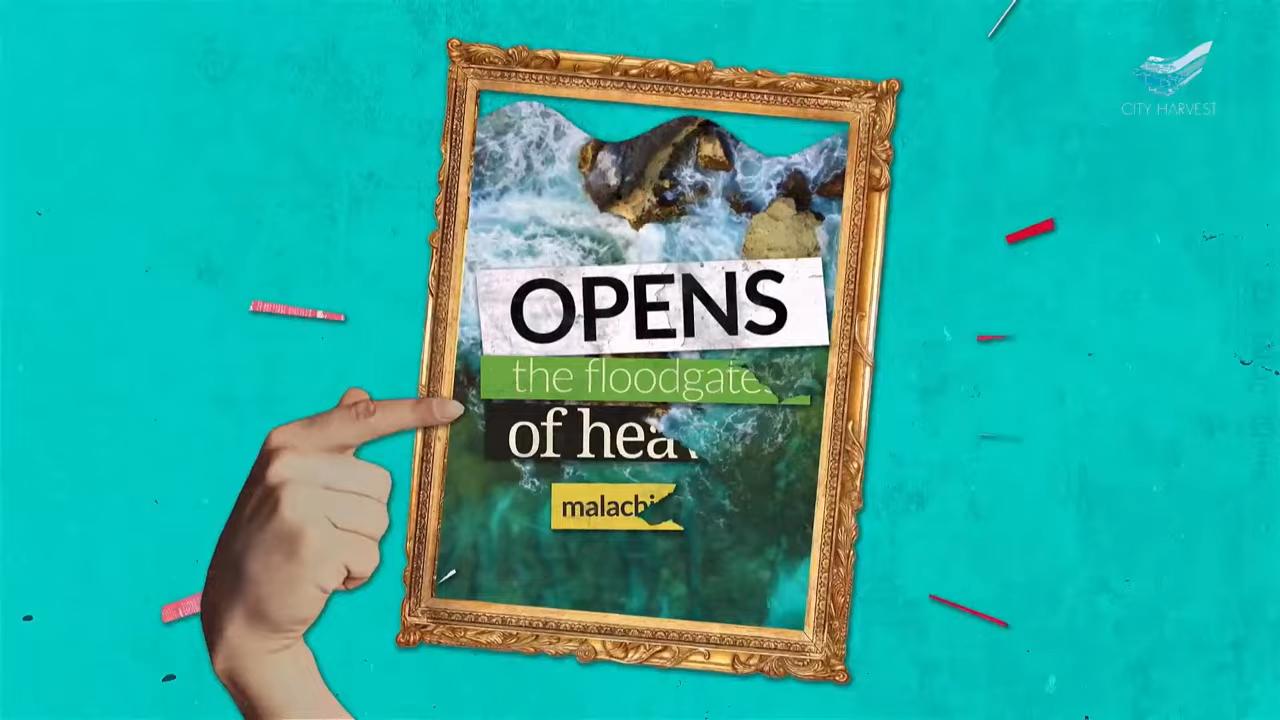 OPENS
the floodgate
of hea
malachi
CITY HARVEST